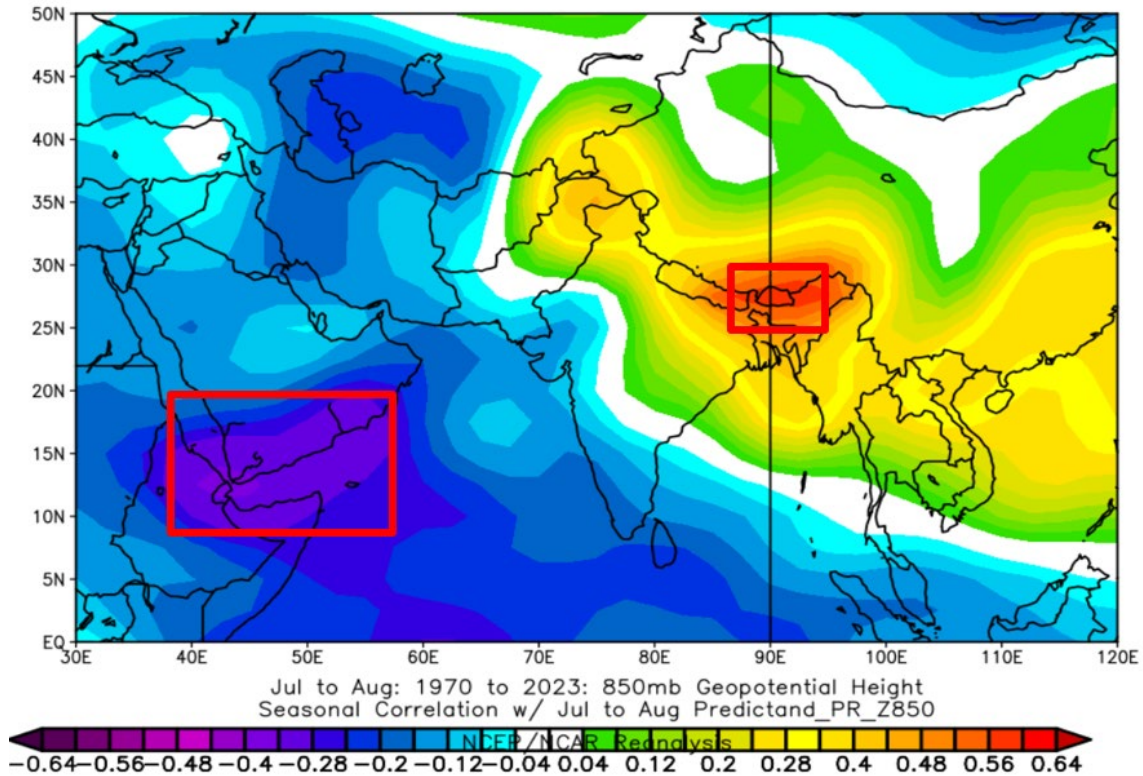 50N
45N
40N
35N
30N
25N
20N
15N
10N
5N
EQ
30E 40E 50E 60E 70E 80E 90E 100E 110E 120E
Jul to Aug: 1970 to 2023: 850mb Geopotential Height
Seasonal Correlation w/ Jul to Aug Predictand_PR_Z850
NCEP/NCAR Reanalysis
-0.64 -0.56 -0.48 -0.4 -0.28 -0.2 -0.12 -0.04 0.04 0.12 0.2 0.28 0.4 0.48 0.56 0.64